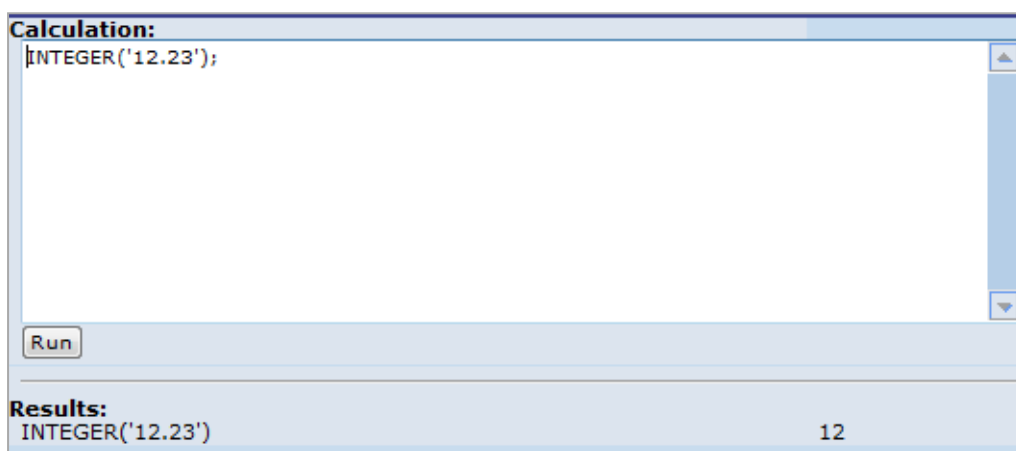 Calculation:
INTEGER('12.23');
Run
Results:
INTEGER('12.23') 12